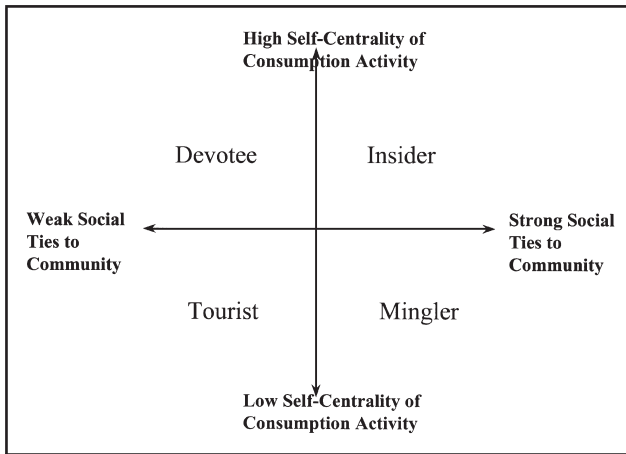 High Self-Centrality of
Consumption Activity
Devotee
Insider
Weak Social
Ties to
Community
Strong Social
Ties to
Community
Tourist
Mingler
Low Self-Centrality of
Consumption Activity